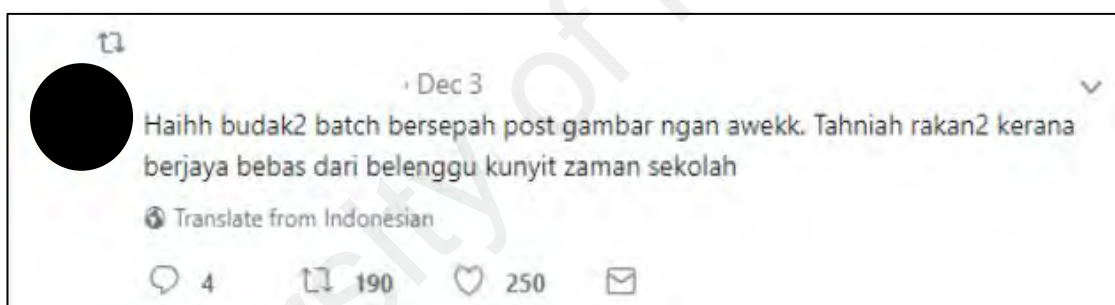 · Dec 3
Haihh budak2 batch bersepah post gambar ngan awekk. Tahniah rakan2 kerana
berjaya bebas dari belenggu kunyit zaman sekolah
Translate from Indonesian
4 190 250